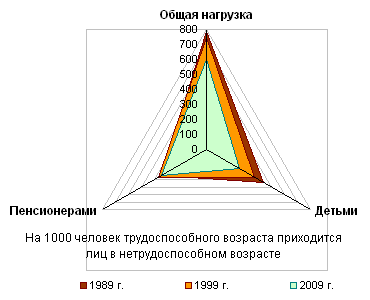 Общая нагрузка
800
700
600
500
400
300
200
100
0
Пенсионерами
Детьми
На 1000 человек трудоспособного возраста приходится
лиц в нетрудоспособном возрасте
1989 г.
1999 г.
2009 г.